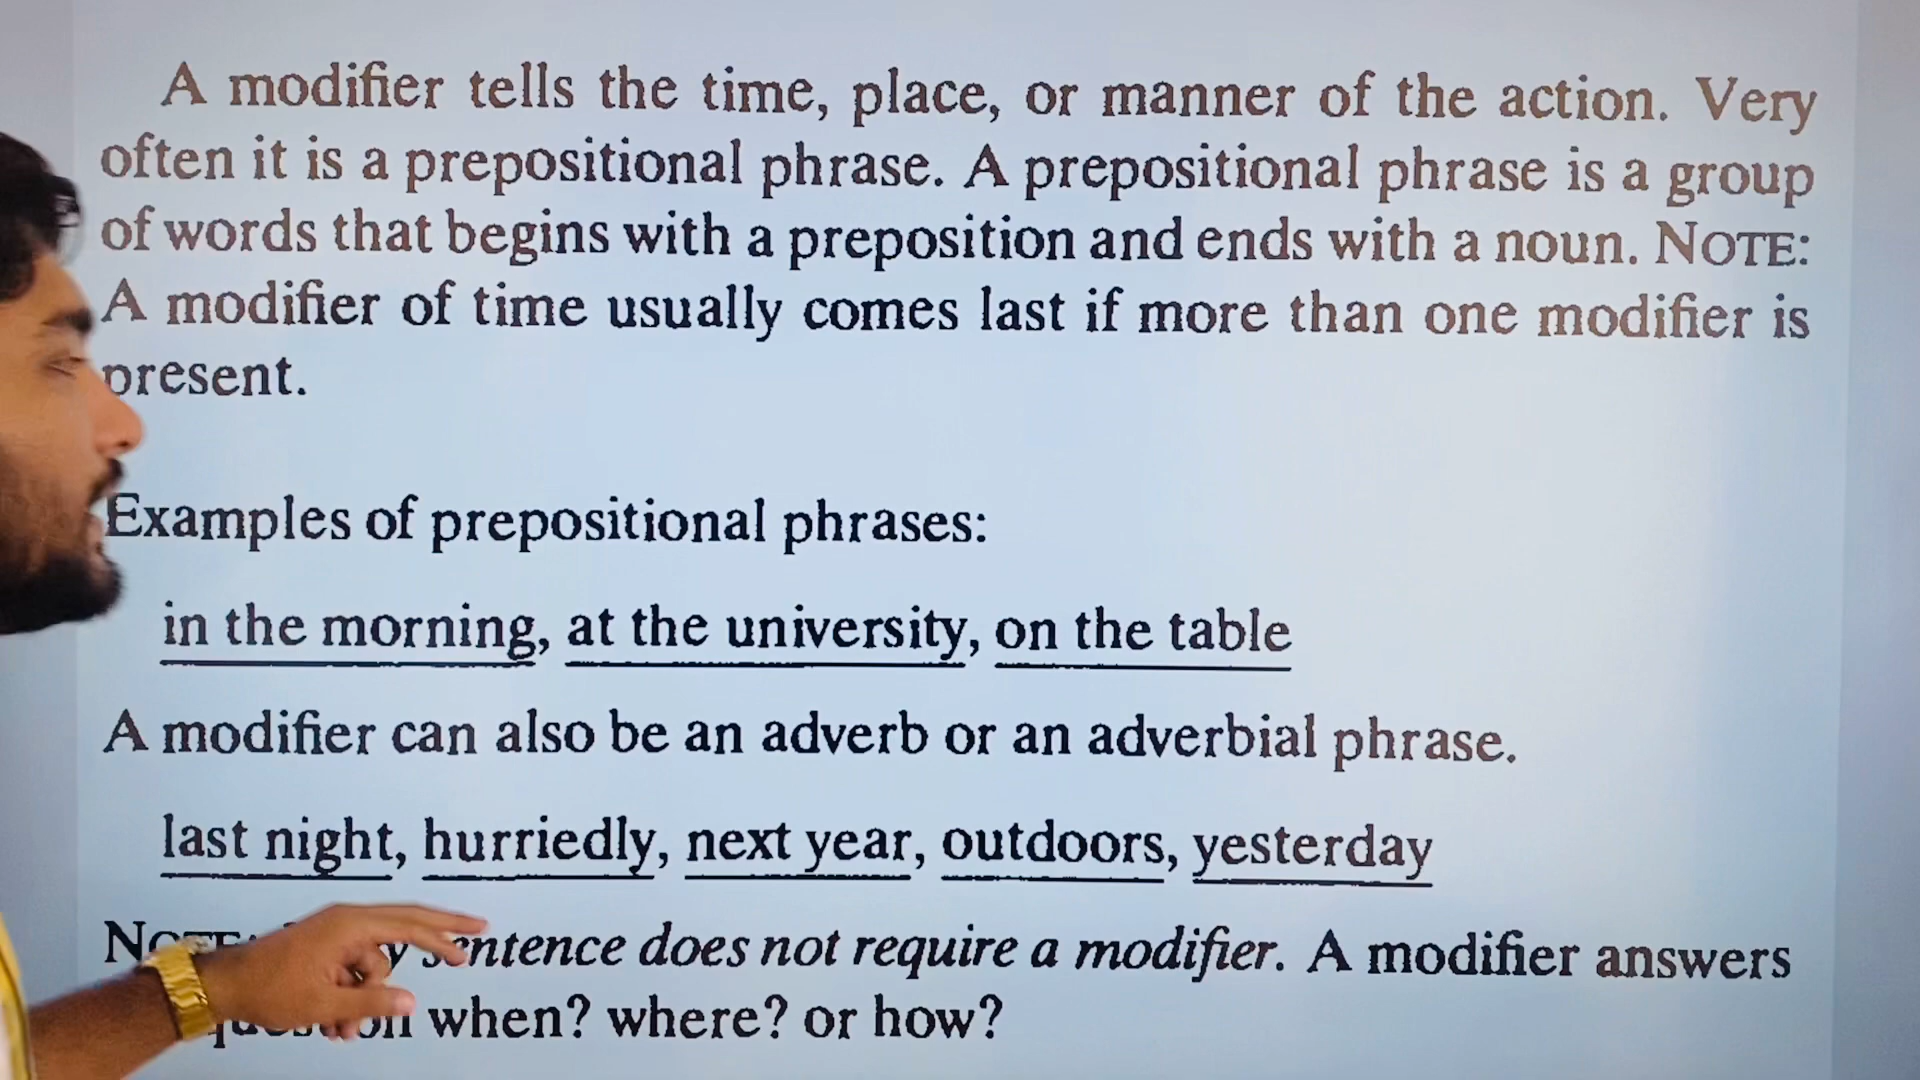 A modifier tells the time, place, or manner of the action. Very
often it is a prepositional phrase. A prepositional phrase is a group
of words that begins with a preposition and ends with a noun. NOTE:
A modifier of time usually comes last if more than one modifier is
present.
Examples of prepositional phrases:
in the morning, at the university, on the table
A modifier can also be an adverb or an adverbial phrase.
last night, hurriedly, next year, outdoors, yesterday
NOTE: sentence does not require a modifier. A modifier answers
question when? where? or how?